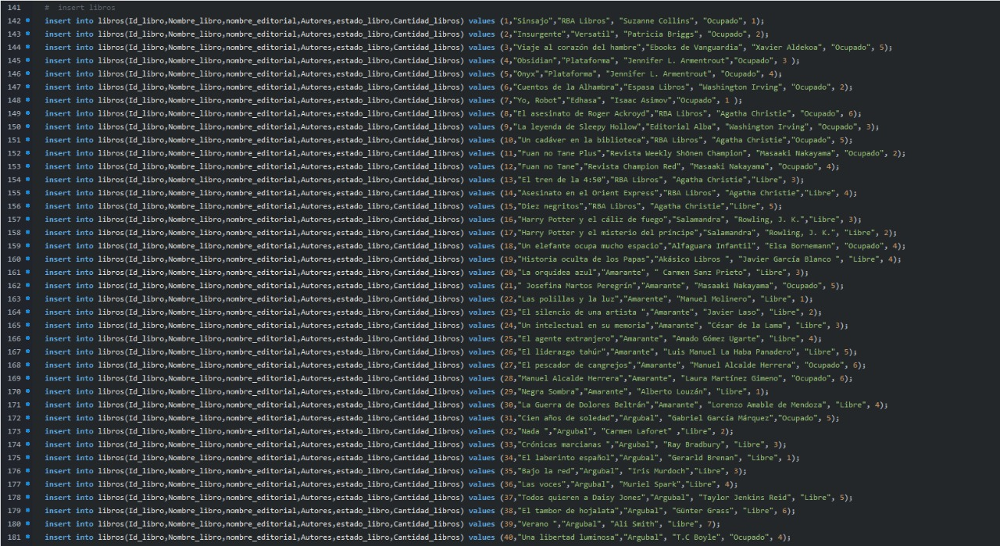 141 # insert libros
142 insert into libros(Id_libro,Nombre_libro,nombre_editorial,Autores,estado_libro,Cantidad_libros) values (1,"Sinsajo","RBA Libros", "Suzanne Collins", "Ocupado", 1);
143 insert into libros(Id_libro,Nombre_libro,nombre_editorial,Autores,estado_libro,Cantidad_libros) values (2,"Insurgente","Versatil", "Patricia Briggs", "Ocupado", 2);
144 insert into libros(Id_libro,Nombre_libro,nombre_editorial,Autores,estado_libro,Cantidad_libros) values (3,"Viaje al corazón del hambre","Ebooks de Vanguardia", "Xavier Aldekoa", "Ocupado", 5);
145 insert into libros(Id_libro,Nombre_libro,nombre_editorial,Autores,estado_libro,Cantidad_libros) values (4,"Obsidian","Plataforma", "Jennifer L. Armentrout","Ocupado", 3 );
146 insert into libros(Id_libro,Nombre_libro,nombre_editorial,Autores,estado_libro,Cantidad_libros) values (5,"Onyx","Plataforma", "Jennifer L. Armentrout", "Ocupado", 4);
147 insert into libros(Id_libro,Nombre_libro,nombre_editorial,Autores,estado_libro,Cantidad_libros) values (6,"Cuentos de la Alhambra","Espasa Libros", "Washington Irving", "Ocupado", 2);
148 insert into libros(Id_libro,Nombre_libro,nombre_editorial,Autores,estado_libro,Cantidad_libros) values (7,"Yo, Robot","Edhasa", "Isaac Asimov","Ocupado", 1 );
149 insert into libros(Id_libro,Nombre_libro,nombre_editorial,Autores,estado_libro,Cantidad_libros) values (8,"El asesinato de Roger Ackroyd","RBA Libros", "Agatha Christie", "Ocupado", 6);
150 insert into libros(Id_libro,Nombre_libro,nombre_editorial,Autores,estado_libro,Cantidad_libros) values (9,"La leyenda de Sleepy Hollow","Editorial Alba", "Washington Irving", "Ocupado", 3);
151 insert into libros(Id_libro,Nombre_libro,nombre_editorial,Autores,estado_libro,Cantidad_libros) values (10,"Un cadáver en la biblioteca","RBA Libros", "Agatha Christie","Ocupado", 5);
152 insert into libros(Id_libro,Nombre_libro,nombre_editorial,Autores,estado_libro,Cantidad_libros) values (11,"Fuan no Tane Plus","Revista Weekly Shōnen Champion", "Masaaki Nakayama", "Ocupado", 2);
153 insert into libros(Id_libro,Nombre_libro,nombre_editorial,Autores,estado_libro,Cantidad_libros) values (12,"Fuan no Tane","Revista Champion Red", "Masaaki Nakayama", "Ocupado", 4);
154 insert into libros(Id_libro,Nombre_libro,nombre_editorial,Autores,estado_libro,Cantidad_libros) values (13,"El tren de la 4:50","RBA Libros", "Agatha Christie","Libre", 3);
155 insert into libros(Id_libro,Nombre_libro,nombre_editorial,Autores,estado_libro,Cantidad_libros) values (14,"Asesinato en el Orient Express","RBA Libros", "Agatha Christie","Libre", 4);
156 insert into libros(Id_libro,Nombre_libro,nombre_editorial,Autores,estado_libro,Cantidad_libros) values (15,"Diez negritos","RBA Libros", "Agatha Christie","Libre", 5);
157 insert into libros(Id_libro,Nombre_libro,nombre_editorial,Autores,estado_libro,Cantidad_libros) values (16,"Harry Potter y el cáliz de fuego","Salamandra", "Rowling, J. K.","Libre", 3);
158 insert into libros(Id_libro,Nombre_libro,nombre_editorial,Autores,estado_libro,Cantidad_libros) values (17,"Harry Potter y el misterio del príncipe","Salamandra", "Rowling, J. K.", "Libre", 2);
159 insert into libros(Id_libro,Nombre_libro,nombre_editorial,Autores,estado_libro,Cantidad_libros) values (18,"Un elefante ocupa mucho espacio","Alfaguara Infantil", "Elsa Bornemann", "Ocupado", 4);
160 insert into libros(Id_libro,Nombre_libro,nombre_editorial,Autores,estado_libro,Cantidad_libros) values (19,"Historia oculta de los Papas","Akásico Libros ", "Javier García Blanco ", "Libre", 4);
161 insert into libros(Id_libro,Nombre_libro,nombre_editorial,Autores,estado_libro,Cantidad_libros) values (20,"La orquídea azul","Amarante", " Carmen Sanz Prieto", "Libre", 3);
162 insert into libros(Id_libro,Nombre_libro,nombre_editorial,Autores,estado_libro,Cantidad_libros) values (21," Josefina Martos Peregrín","Amarante", "Masaaki Nakayama", "Ocupado", 5);
163 insert into libros(Id_libro,Nombre_libro,nombre_editorial,Autores,estado_libro,Cantidad_libros) values (22,"Las polillas y la luz","Amarente", "Manuel Molinero", "Libre", 1);
164 insert into libros(Id_libro,Nombre_libro,nombre_editorial,Autores,estado_libro,Cantidad_libros) values (23,"El silencio de una artista ","Amarante", "Javier Laso", "Libre", 2);
165 insert into libros(Id_libro,Nombre_libro,nombre_editorial,Autores,estado_libro,Cantidad_libros) values (24,"Un intelectual en su memoria","Amarante", "César de la Lama", "Libre", 3);
166 insert into libros(Id_libro,Nombre_libro,nombre_editorial,Autores,estado_libro,Cantidad_libros) values (25,"El agente extranjero","Amarante", "Amado Gómez Ugarte", "Libre", 4);
167 insert into libros(Id_libro,Nombre_libro,nombre_editorial,Autores,estado_libro,Cantidad_libros) values (26,"El liderazgo tahúr","Amarante", "Luis Manuel La Haba Panadero", "Libre", 5);
168 insert into libros(Id_libro,Nombre_libro,nombre_editorial,Autores,estado_libro,Cantidad_libros) values (27,"El pescador de cangrejos","Amarante", "Manuel Alcalde Herrera", "Ocupado", 6);
169 insert into libros(Id_libro,Nombre_libro,nombre_editorial,Autores,estado_libro,Cantidad_libros) values (28,"Manuel Alcalde Herrera","Amarante", "Laura Martínez Gimeno", "Ocupado", 6);
170 insert into libros(Id_libro,Nombre_libro,nombre_editorial,Autores,estado_libro,Cantidad_libros) values (29,"Negra Sombra","Amarante", "Alberto Louzán", "Libre", 1);
171 insert into libros(Id_libro,Nombre_libro,nombre_editorial,Autores,estado_libro,Cantidad_libros) values (30,"La Guerra de Dolores Beltrán","Amarante", "Lorenzo Amable de Mendoza", "Libre", 4);
172 insert into libros(Id_libro,Nombre_libro,nombre_editorial,Autores,estado_libro,Cantidad_libros) values (31,"Cien años de soledad","Argubal", "Gabriel García Márquez","Ocupado", 5);
173 insert into libros(Id_libro,Nombre_libro,nombre_editorial,Autores,estado_libro,Cantidad_libros) values (32,"Nada ","Argubal", "Carmen Laforet" ,"Libre", 2);
174 insert into libros(Id_libro,Nombre_libro,nombre_editorial,Autores,estado_libro,Cantidad_libros) values (33,"Crónicas marcianas ","Argubal", "Ray Bradbury", "Libre", 3);
175 insert into libros(Id_libro,Nombre_libro,nombre_editorial,Autores,estado_libro,Cantidad_libros) values (34,"El laberinto español","Argubal", "Gerarld Brenan", "Libre", 1);
176 insert into libros(Id_libro,Nombre_libro,nombre_editorial,Autores,estado_libro,Cantidad_libros) values (35,"Bajo la red","Argubal", "Iris Murdoch","Libre", 3);
177 insert into libros(Id_libro,Nombre_libro,nombre_editorial,Autores,estado_libro,Cantidad_libros) values (36,"Las voces","Argubal", "Muriel Spark","Libre", 4);
178 insert into libros(Id_libro,Nombre_libro,nombre_editorial,Autores,estado_libro,Cantidad_libros) values (37,"Todos quieren a Daisy Jones","Argubal", "Taylor Jenkins Reid", "Libre", 5);
179 insert into libros(Id_libro,Nombre_libro,nombre_editorial,Autores,estado_libro,Cantidad_libros) values (38,"El tambor de hojalata","Argubal", "Günter Grass", "Libre", 6);
180 insert into libros(Id_libro,Nombre_libro,nombre_editorial,Autores,estado_libro,Cantidad_libros) values (39,"Verano ","Argubal", "Ali Smith", "Libre", 7);
181 insert into libros(Id_libro,Nombre_libro,nombre_editorial,Autores,estado_libro,Cantidad_libros) values (40,"Una libertad luminosa","Argubal", "T.C Boyle", "Ocupado", 4);